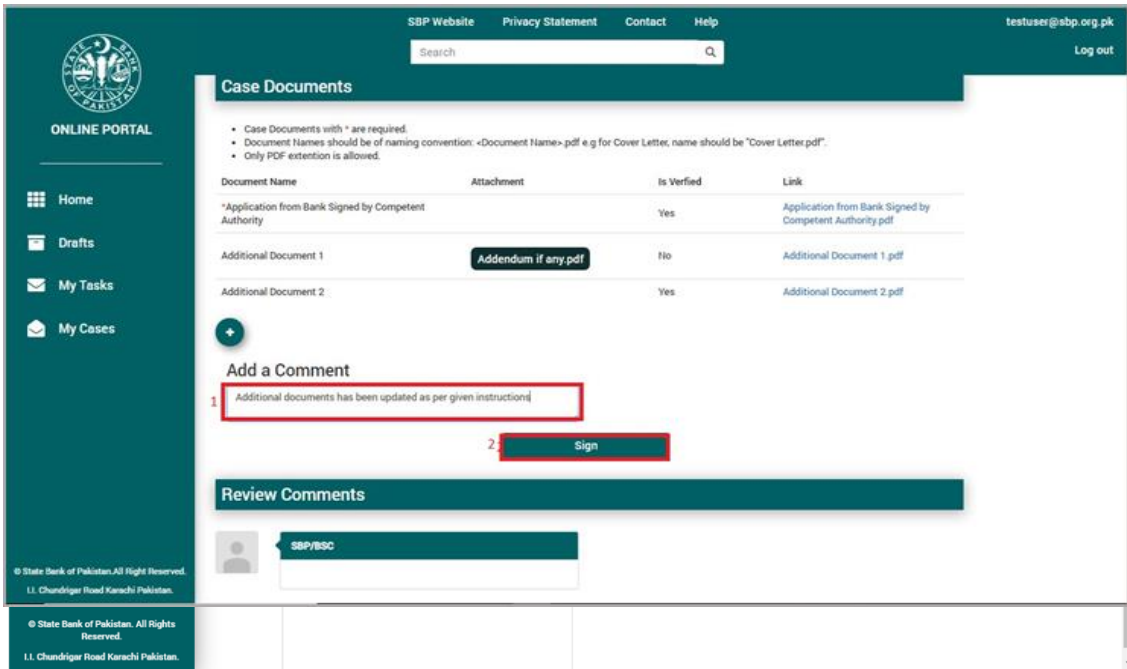 SBP Website Privacy Statement Contact Help testuser@sbp.org.pk
Search Log out
STATE BANK OF PAKISTAN
ONLINE PORTAL
Home
Drafts
My Tasks
My Cases
© State Bank of Pakistan.All Right Reserved.
I.I. Chundrigar Road Karachi Pakistan.
Case Documents
Case Documents with * are required.
Document Names should be of naming convention: <Document Name>.pdf e.g for Cover Letter, name should be "Cover Letter.pdf".
Only PDF extention is allowed.
Document Name Attachment Is Verfied Link
*Application from Bank Signed by Competent
Authority
Yes
Application from Bank Signed by
Competent Authority.pdf
Additional Document 1 Addendum if any.pdf No Additional Document 1.pdf
Additional Document 2 Yes Additional Document 2.pdf
+
Add a Comment
1 Additional documents has been updated as per given instructions
2 Sign
Review Comments
SBP/BSC
© State Bank of Pakistan. All Rights
Reserved.
I.I. Chundrigar Road Karachi Pakistan.